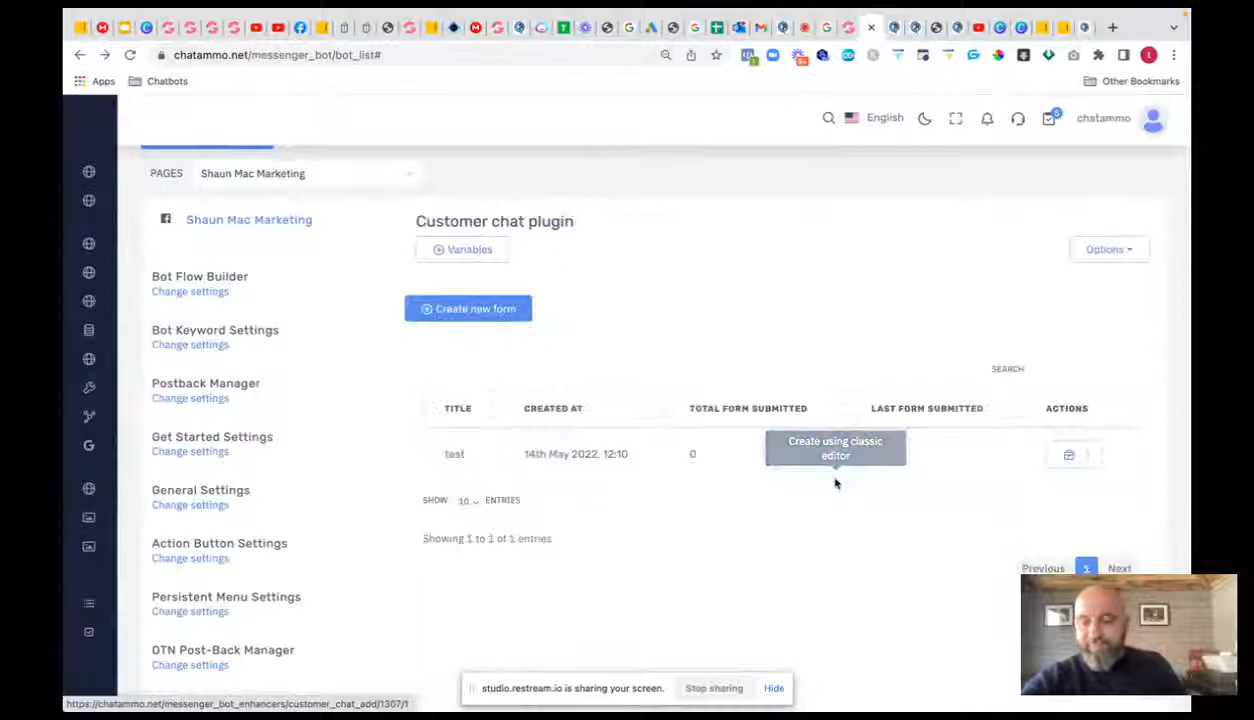 chatammo.net/messenger_bot/bot_list#
Apps
Chatbots
Other Bookmarks
English
5
chatammo
PAGES
Shaun Mac Marketing
Shaun Mac Marketing
Customer chat plugin
Variables
Options
Create new form
Bot Flow Builder
Change settings
Bot Keyword Settings
Change settings
Postback Manager
Change settings
Get Started Settings
Change settings
General Settings
Change settings
Action Button Settings
Change settings
Persistent Menu Settings
Change settings
OTN Post-Back Manager
Change settings
SEARCH
TITLE CREATED AT TOTAL FORM SUBMITTED LAST FORM SUBMITTED ACTIONS
Create using classic
editor
test 14th May 2022, 12:10 0
SHOW 10 ENTRIES
Showing 1 to 1 of 1 entries
Previous 1 Next
studio.restream.io is sharing your screen. Stop sharing Hide
https://chatammo.net/messenger_bot_enhancers/customer_chat_add/1307/1